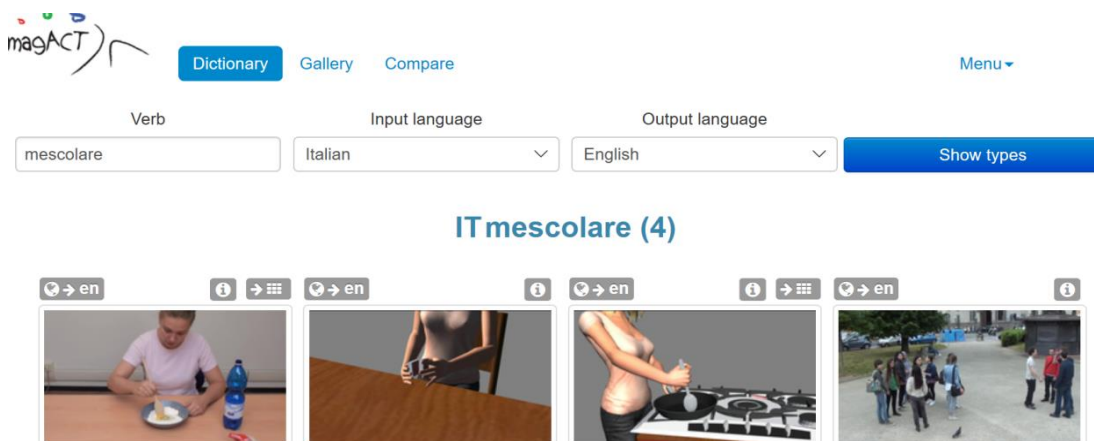 magACT
Dictionary Gallery Compare Menu
Verb Input language Output language
mescolare Italian English Show types
IT mescolare (4)
en en en en